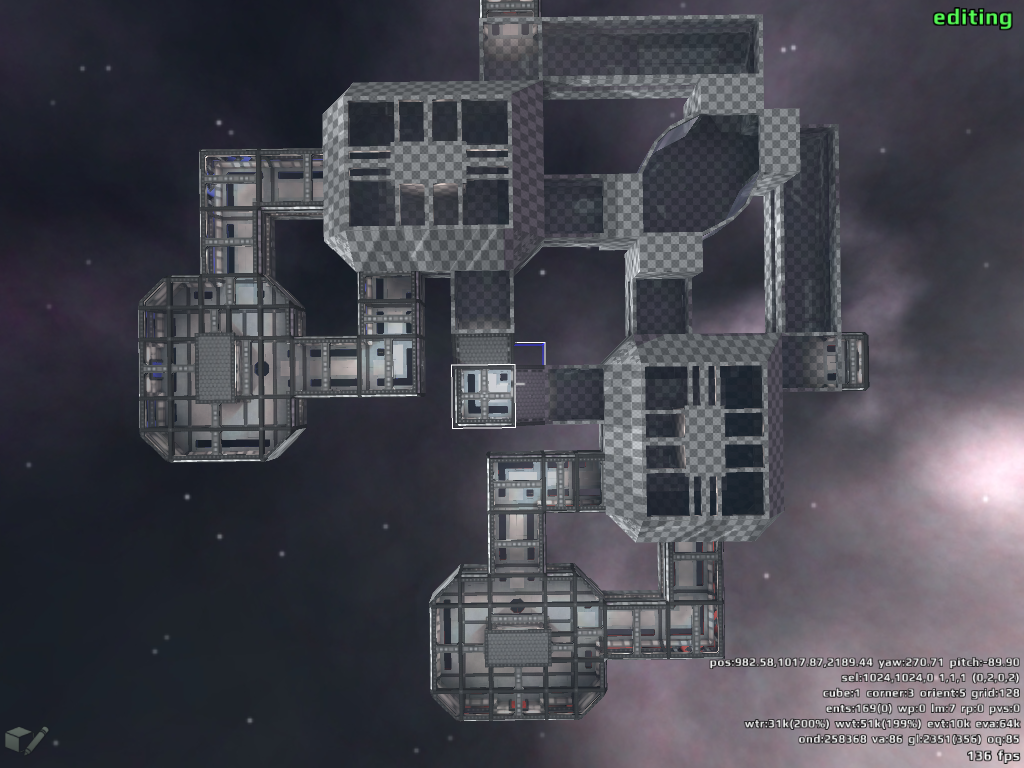 editing
pos:982.58,1017.87,2189.44 yaw:270.71 pitch:-89.90
sel:1024,1024,0 1,1,1 (0,2,0,2)
cube:1 corner:3 orient:5 grid:128
ents:169(0) wp:0 lm:7 rp:0 pvs:0
wtr:31k(200%) wvt:51k(199%) evt:10k eva:64k
ond:258368 va:86 gl:2351(356) oq:85
136 fps